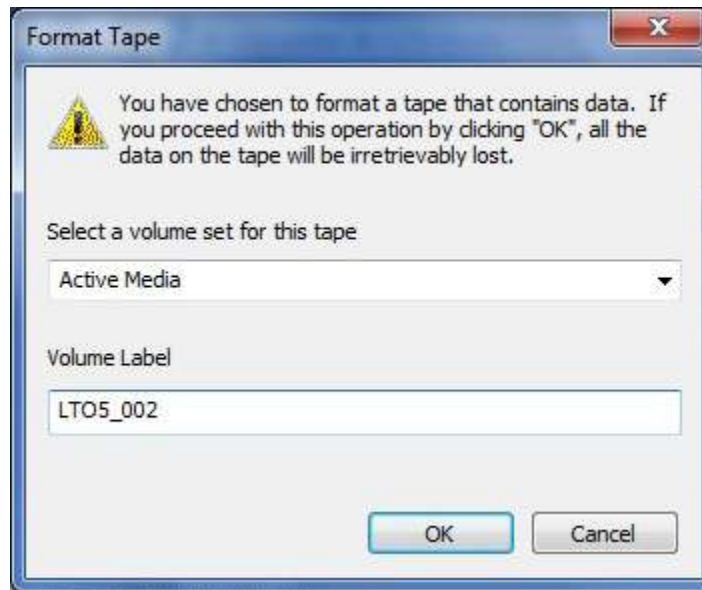 Format Tape
You have chosen to format a tape that contains data. If
you proceed with this operation by clicking "OK", all the
data on the tape will be irretrievably lost.
Select a volume set for this tape
Active Media
Volume Label
LTO5_002
OK
Cancel